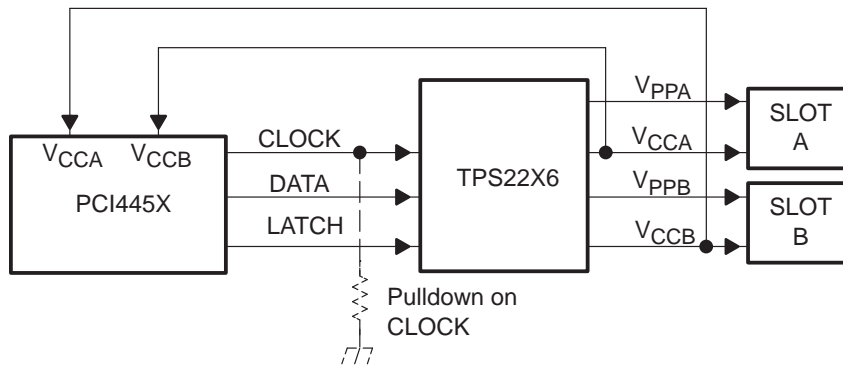 VCCA VCCB
PCI445X
CLOCK
DATA
LATCH
Pulldown on
CLOCK
TPS22X6
VPPA
VCCA
VPPB
VCCB
SLOT
A
SLOT
B